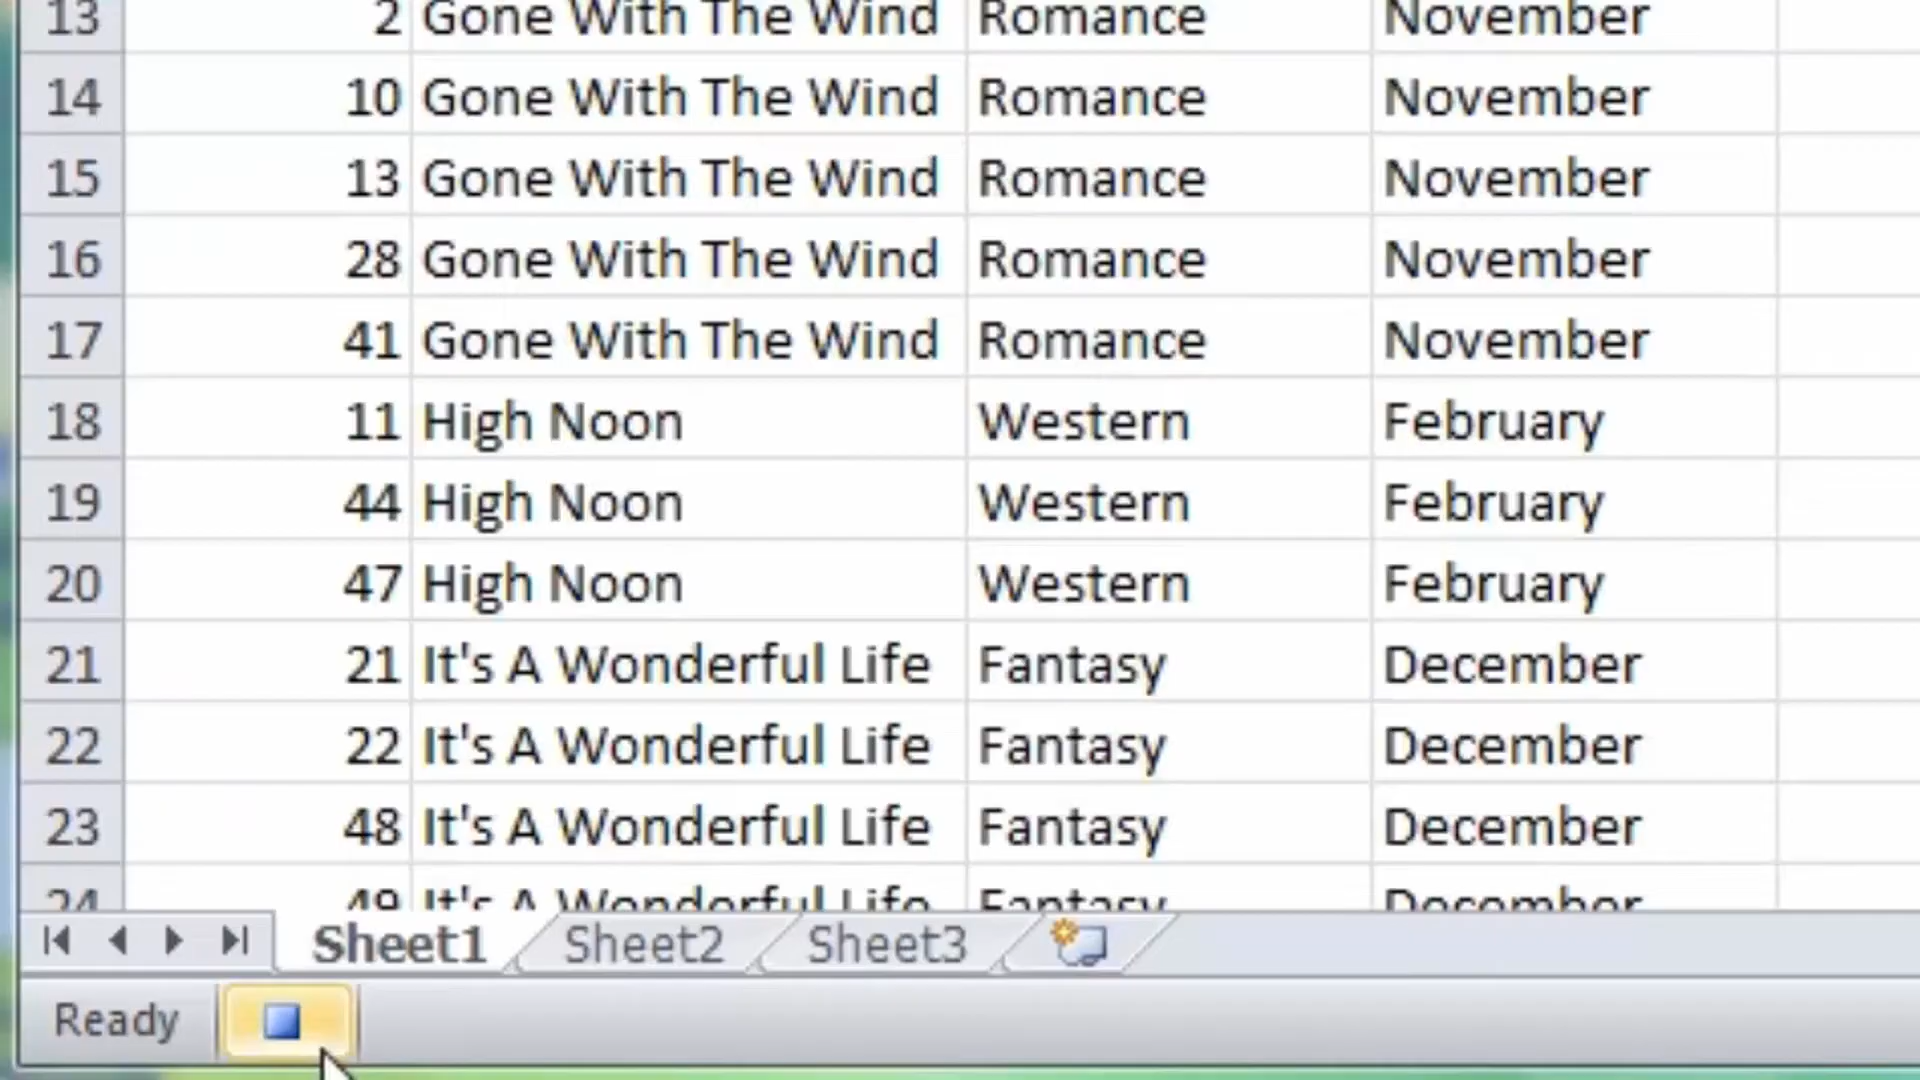 13 2 Gone With The Wind Romance November
14 10 Gone With The Wind Romance November
15 13 Gone With The Wind Romance November
16 28 Gone With The Wind Romance November
17 41 Gone With The Wind Romance November
18 11 High Noon Western February
19 44 High Noon Western February
20 47 High Noon Western February
21 21 It's A Wonderful Life Fantasy December
22 22 It's A Wonderful Life Fantasy December
23 48 It's A Wonderful Life Fantasy December
24 49 It's A Wonderful Life Fantasy December
Sheet1 Sheet2 Sheet3
Ready